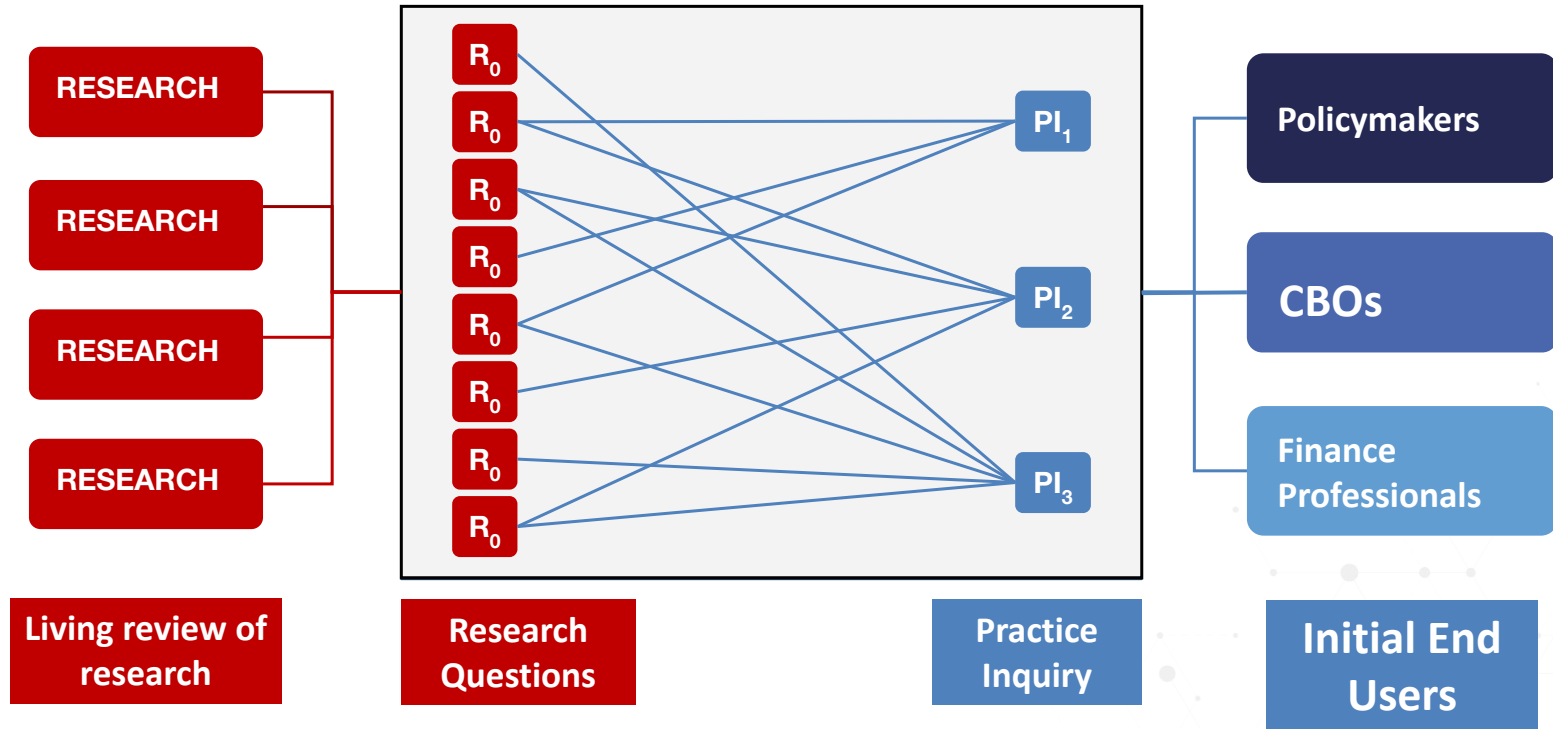 RESEARCH
RESEARCH
RESEARCH
RESEARCH
Living review of
research
R₀
R₀
R₀
R₀
R₀
R₀
R₀
R₀
Research
Questions
PI₁
PI₂
PI₃
Practice
Inquiry
Policymakers
CBOs
Finance
Professionals
Initial End
Users